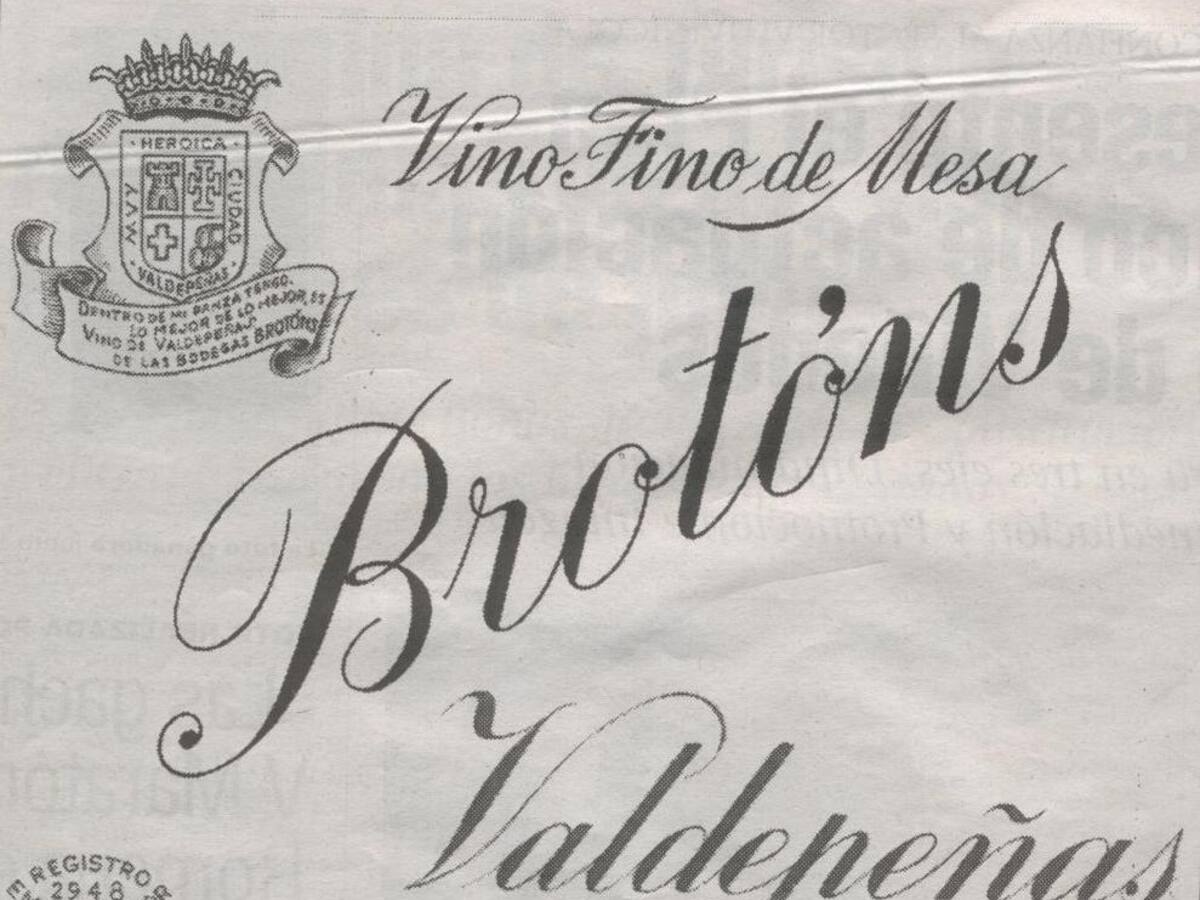 HEROICA
MUY
CIUDAD
VALDEPEÑAS
DENTRO DE MI PANZA TENGO,
LO MEJOR DE LO MEJOR, ES
VINO DE VALDEPEÑAS
DE LAS BODEGAS BROTÓNS
Vino Fino de Mesa
Brotóns
Valdepeñas
REGISTRO
2948